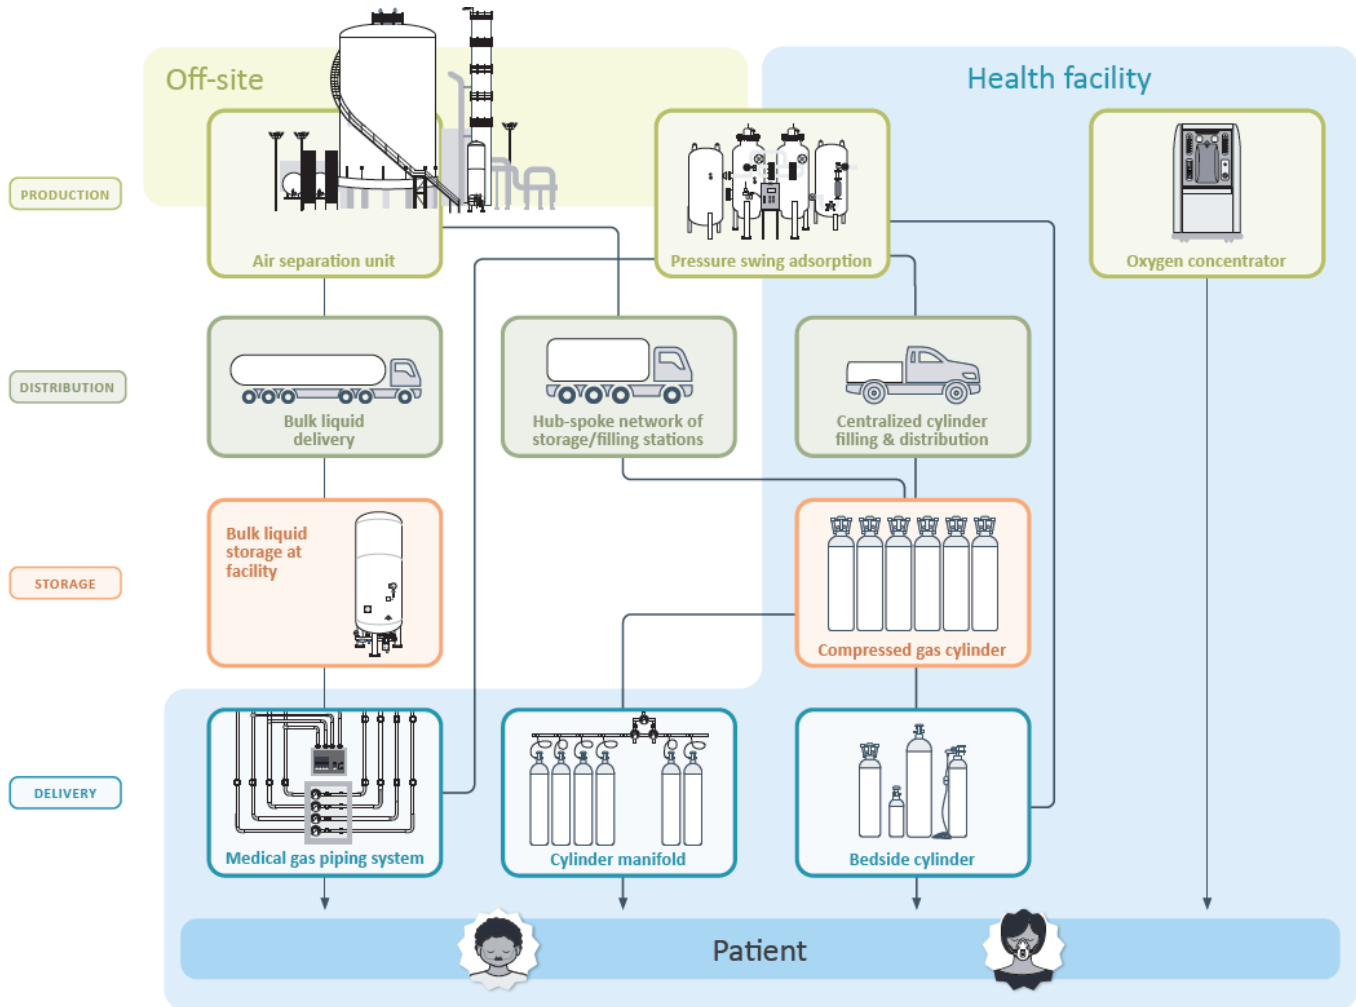 Off-site
Health facility
PRODUCTION
Air separation unit
Pressure swing adsorption
Oxygen concentrator
DISTRIBUTION
Bulk liquid
delivery
Hub-spoke network of
storage/filling stations
Centralized cylinder
filling & distribution
STORAGE
Bulk liquid
storage at
facility
Compressed gas cylinder
DELIVERY
Medical gas piping system
Cylinder manifold
Bedside cylinder
Patient